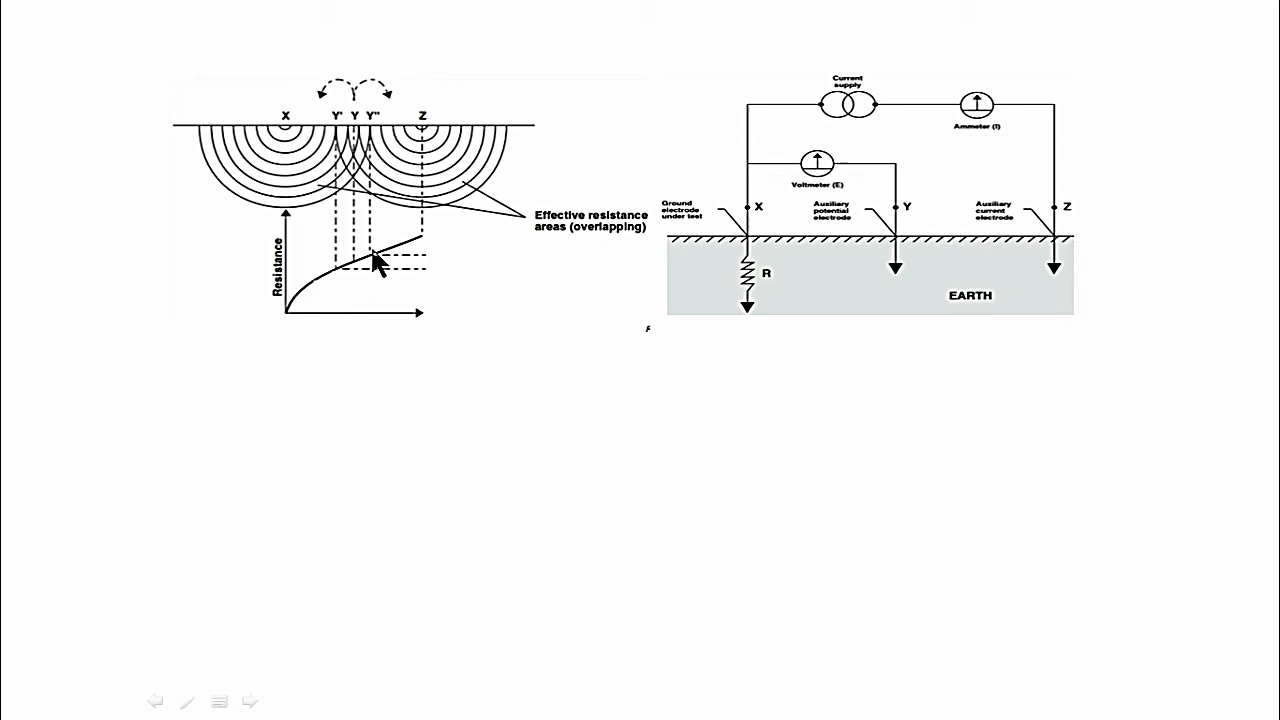 X Y' Y Y" Z
Effective resistance
areas (overlapping)
Resistance
Current
supply
Ammeter (I)
Voltmeter (E)
Ground
electrode
under test
X
Auxiliary
potential
electrode
Y
Auxiliary
current
electrode
Z
R
EARTH